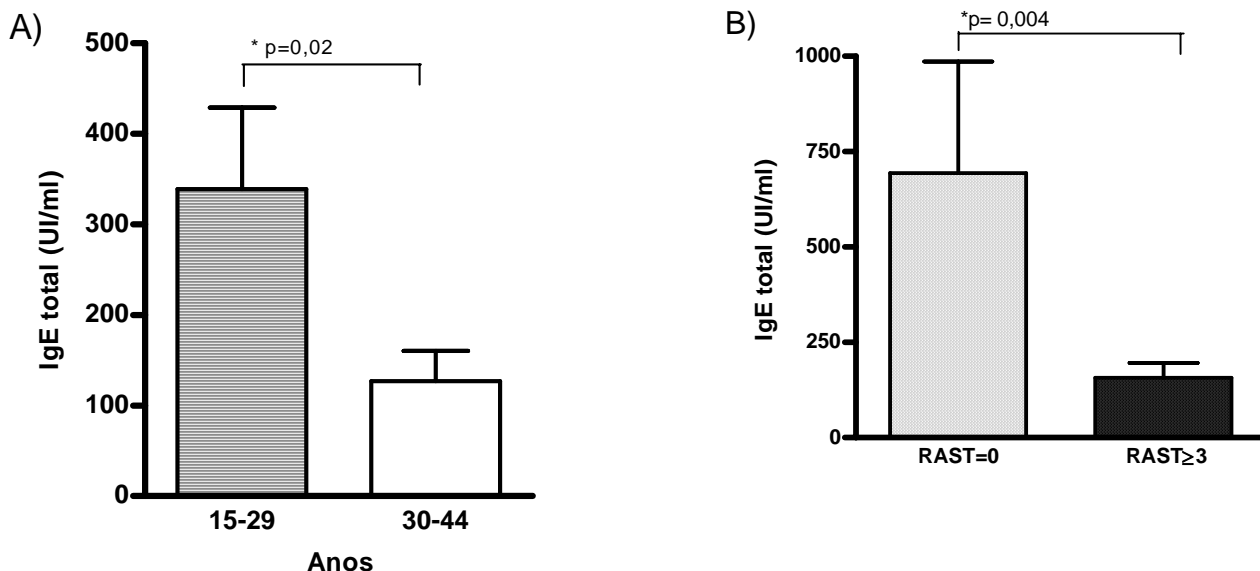 A)
* p=0,02
500
400
300
200
100
0
IgE total (UI/ml)
15-29
30-44
Anos
B)
*p= 0,004
1000
750
500
250
0
IgE total (UI/ml)
RAST=0
RAST≥3